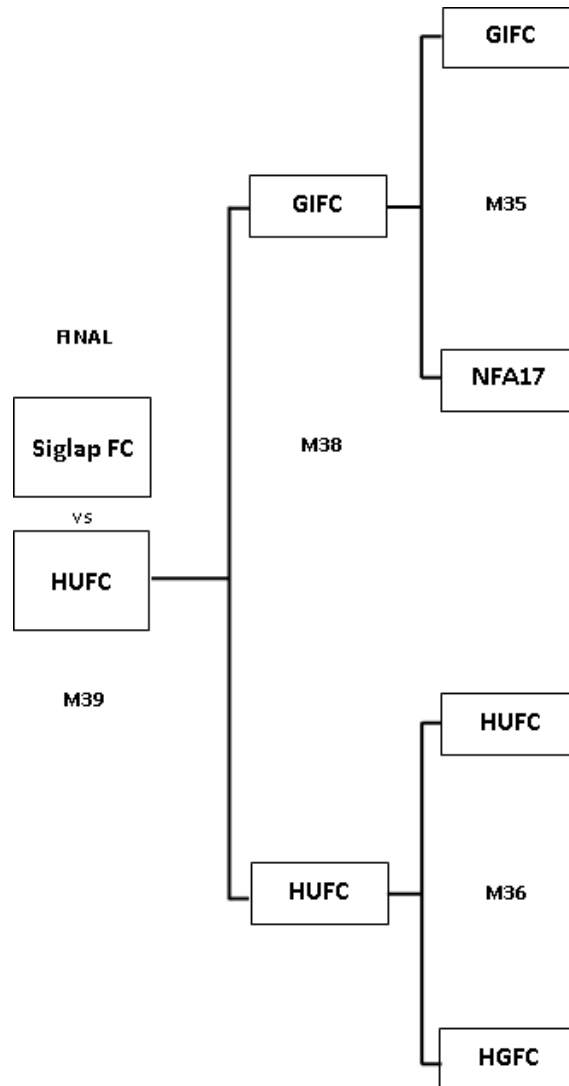 GIFC
GIFC
M35
FINAL
NFA17
Siglap FC
M38
vs
HUFC
M39
HUFC
HUFC
M36
HGFC